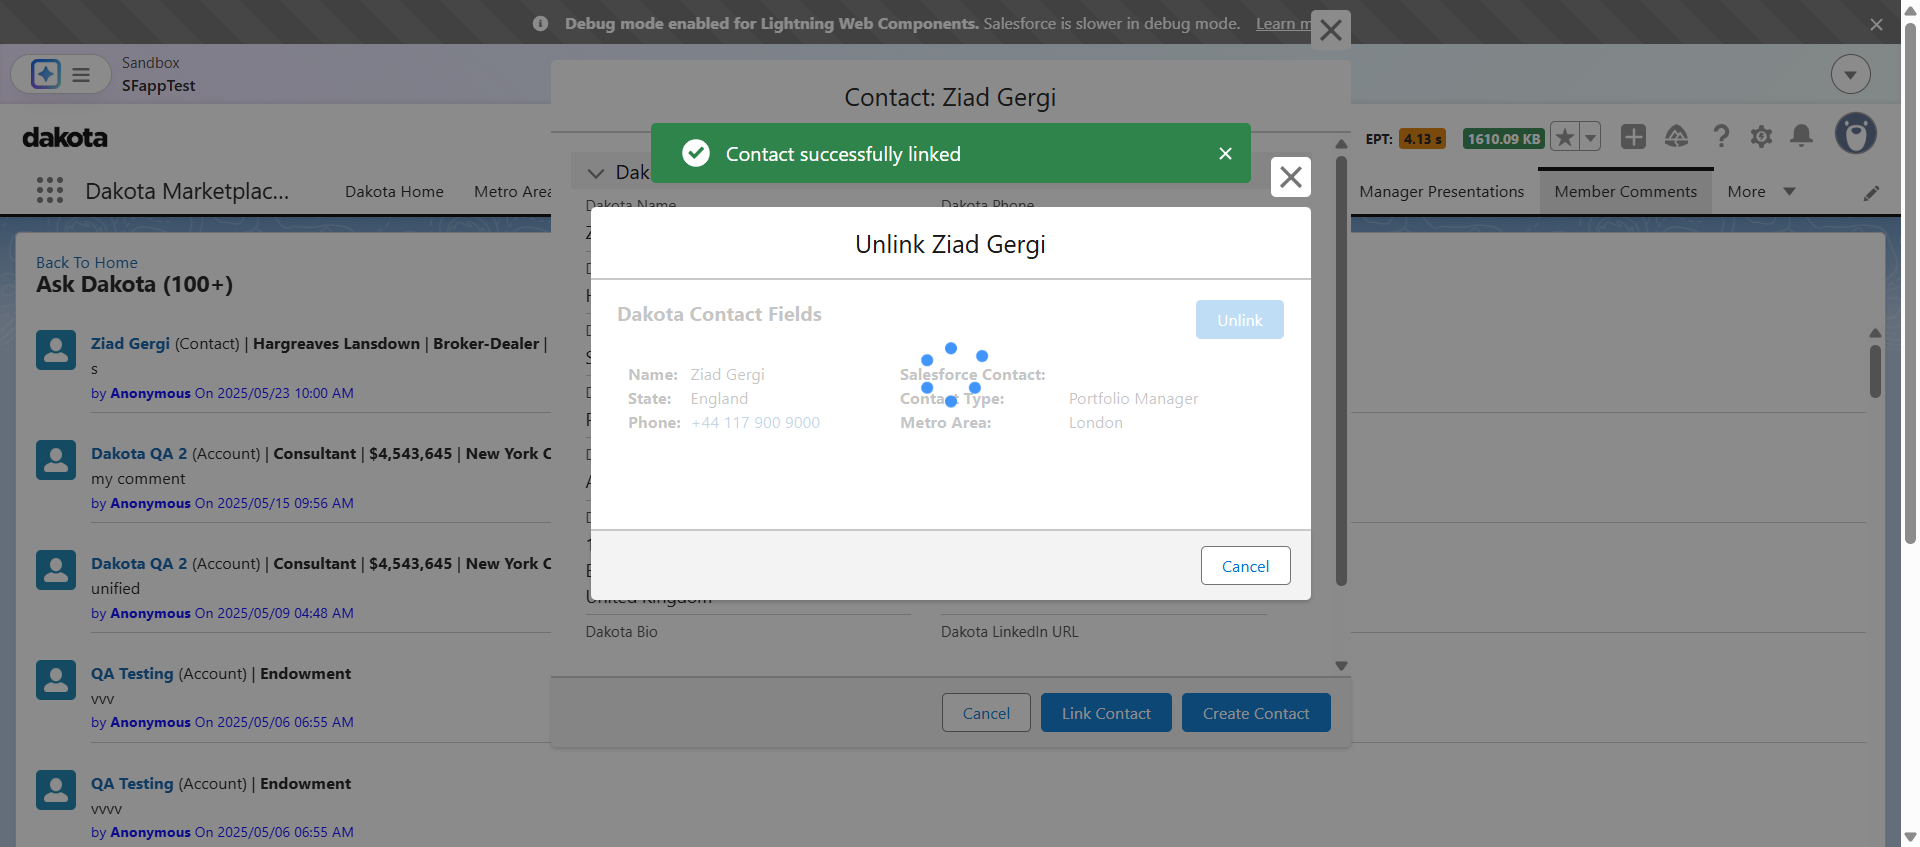 Debug mode enabled for Lightning Web Components. Salesforce is slower in debug mode. Learn m
Sandbox
SFappTest
Contact: Ziad Gergi
dakota
Contact successfully linked
EPT: 4.13 s 1610.09 KB
Dakota Marketplac...
Dakota Home
Metro Area
Manager Presentations
Member Comments
More
Dak
Dakota Name
Dakota Phone
Unlink Ziad Gergi
Back To Home
Ask Dakota (100+)
Dakota Contact Fields
Unlink
Name: Ziad Gergi
Salesforce Contact:
State: England
Contact Type: Portfolio Manager
Phone: +44 117 900 9000
Metro Area: London
Cancel
Ziad Gergi (Contact) | Hargreaves Lansdown | Broker-Dealer |
s
by Anonymous On 2025/05/23 10:00 AM
Dakota QA 2 (Account) | Consultant | $4,543,645 | New York C
my comment
by Anonymous On 2025/05/15 09:56 AM
Dakota QA 2 (Account) | Consultant | $4,543,645 | New York C
unified
by Anonymous On 2025/05/09 04:48 AM
United Kingdom
Dakota Bio
Dakota LinkedIn URL
QA Testing (Account) | Endowment
vvv
by Anonymous On 2025/05/06 06:55 AM
Cancel
Link Contact
Create Contact
QA Testing (Account) | Endowment
vvvv
by Anonymous On 2025/05/06 06:55 AM